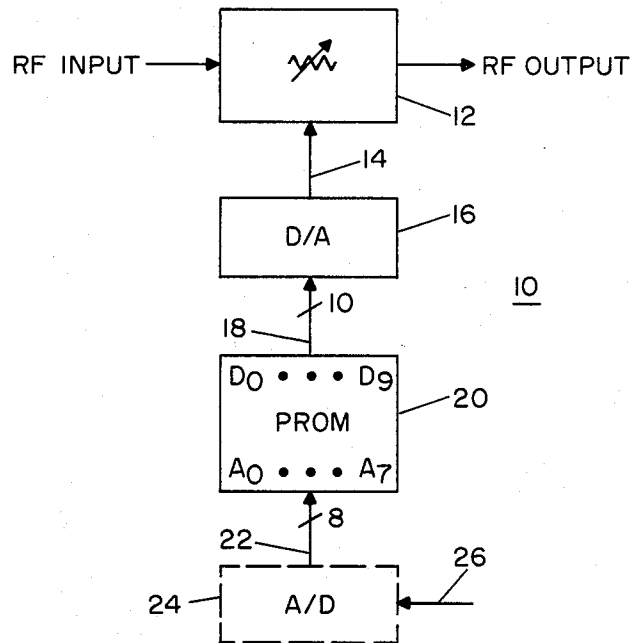 RF INPUT
RF OUTPUT
12
14
D/A
16
10
18
10
D0 • • • D9
PROM
A0 • • • A7
20
8
22
26
24
A/D